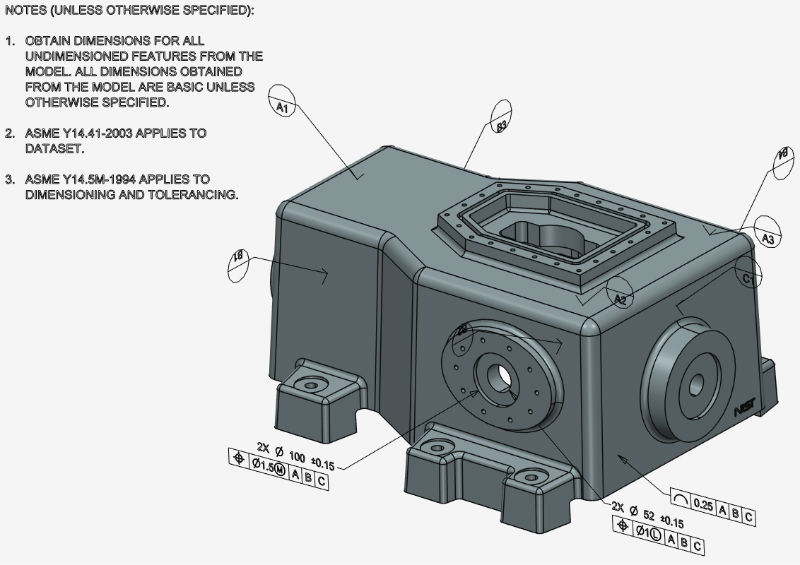 NOTES (UNLESS OTHERWISE SPECIFIED):
1. OBTAIN DIMENSIONS FOR ALL
UNDIMENSIONED FEATURES FROM THE
MODEL. ALL DIMENSIONS OBTAINED
FROM THE MODEL ARE BASIC UNLESS
OTHERWISE SPECIFIED.
2. ASME Y14.41-2003 APPLIES TO
DATASET.
3. ASME Y14.5M-1994 APPLIES TO
DIMENSIONING AND TOLERANCING.
A1
B3
B4
A3
B1
C1
A2
B2
NIST
2X Ø 100 ±0.15
⌖ Ø1.5Ⓜ A B C
⌓ 0.25 A B C
2X Ø 52 ±0.15
⌖ Ø1Ⓛ A B C